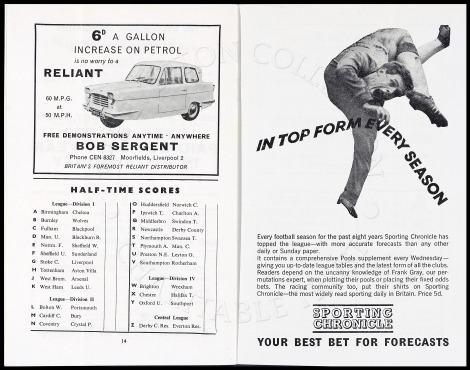 6D A GALLON
INCREASE ON PETROL
is no worry to a
RELIANT
60 M.P.G.
at
50 M.P.H.
FREE DEMONSTRATIONS ANYTIME - ANYWHERE
BOB SERGENT
Phone CEN 8327 Moorfields, Liverpool 2
BRITAIN'S FOREMOST RELIANT DISTRIBUTOR
HALF-TIME SCORES
League—Division I
A Birmingham Chelsea
B Burnley Wolves
C Fulham Blackpool
D Man. U. Blackburn R.
E Nottm. F. Sheffield W.
F Sheffield U. Sunderland
G Stoke C. Liverpool
H Tottenham Aston Villa
J West Brom. Arsenal
K West Ham Leeds U.
League—Division II
L Bolton W. Portsmouth
M Cardiff C. Bury
N Coventry Crystal P.
O Huddersfield Norwich C.
P Ipswich T. Charlton A.
Q Middlesbro Swindon T.
R Newcastle Derby County
S Northampton Swansea T.
T Plymouth A. Man. C.
U Preston N.E. Leyton O.
V Southampton Rotherham
League—Division IV
W Brighton Wrexham
X Chester Halifax T.
Y Oxford U. Southport
Central League
Z Derby C. Res. Everton Res.
14
IN TOP FORM EVERY SEASON
Every football season for the past eight years Sporting Chronicle has
topped the league—with more accurate forecasts than any other
daily or Sunday paper.
It contains a comprehensive Pools supplement every Wednesday—
giving you up-to-date league tables and the latest form of all the clubs.
Readers depend on the uncanny knowledge of Frank Gray, our per-
mutations expert, when plotting their pools or placing their fixed odds
bets. The racing community too, put their shirts on Sporting
Chronicle—the most widely read sporting daily in Britain. Price 5d.
SPORTING
CHRONICLE
YOUR BEST BET FOR FORECASTS